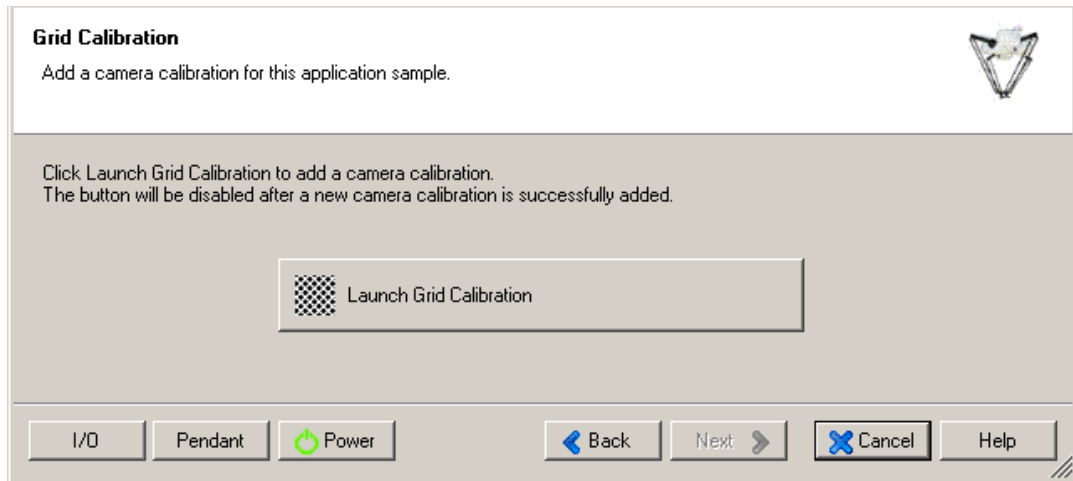 Grid Calibration
Add a camera calibration for this application sample.
Click Launch Grid Calibration to add a camera calibration.
The button will be disabled after a new camera calibration is successfully added.
Launch Grid Calibration
I/O Pendant Power Back Next Cancel Help